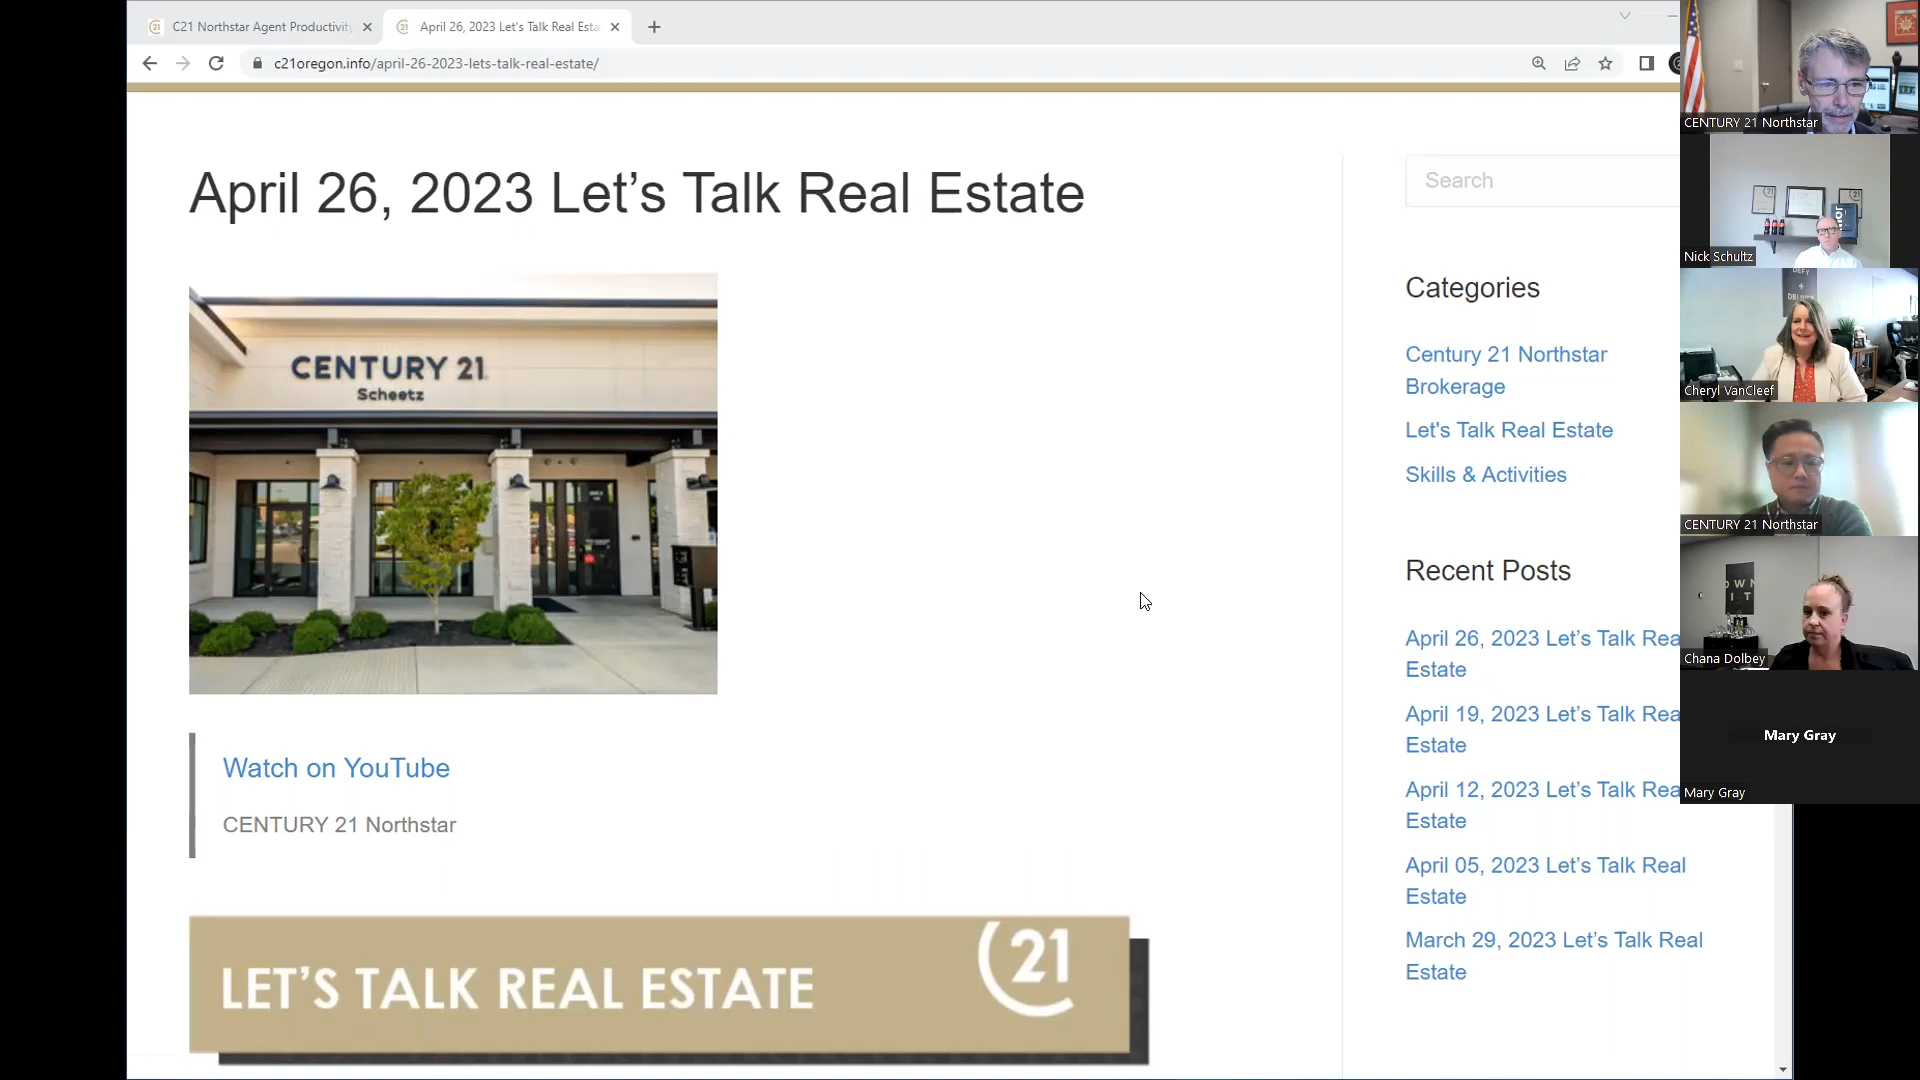 C21 Northstar Agent Productivity
April 26, 2023 Let's Talk Real Esta
c21oregon.info/april-26-2023-lets-talk-real-estate/
April 26, 2023 Let’s Talk Real Estate
CENTURY 21
Scheetz
Watch on YouTube
CENTURY 21 Northstar
LET’S TALK REAL ESTATE
21
Search
Categories
Century 21 Northstar
Brokerage
Let's Talk Real Estate
Skills & Activities
Recent Posts
April 26, 2023 Let’s Talk Rea
Estate
April 19, 2023 Let’s Talk Rea
Estate
April 12, 2023 Let’s Talk Rea
Estate
April 05, 2023 Let’s Talk Real
Estate
March 29, 2023 Let’s Talk Real
Estate
CENTURY 21 Northstar
Nick Schultz
DEFY
+
Cheryl VanCleef
CENTURY 21 Northstar
Chana Dolbey
Mary Gray
Mary Gray